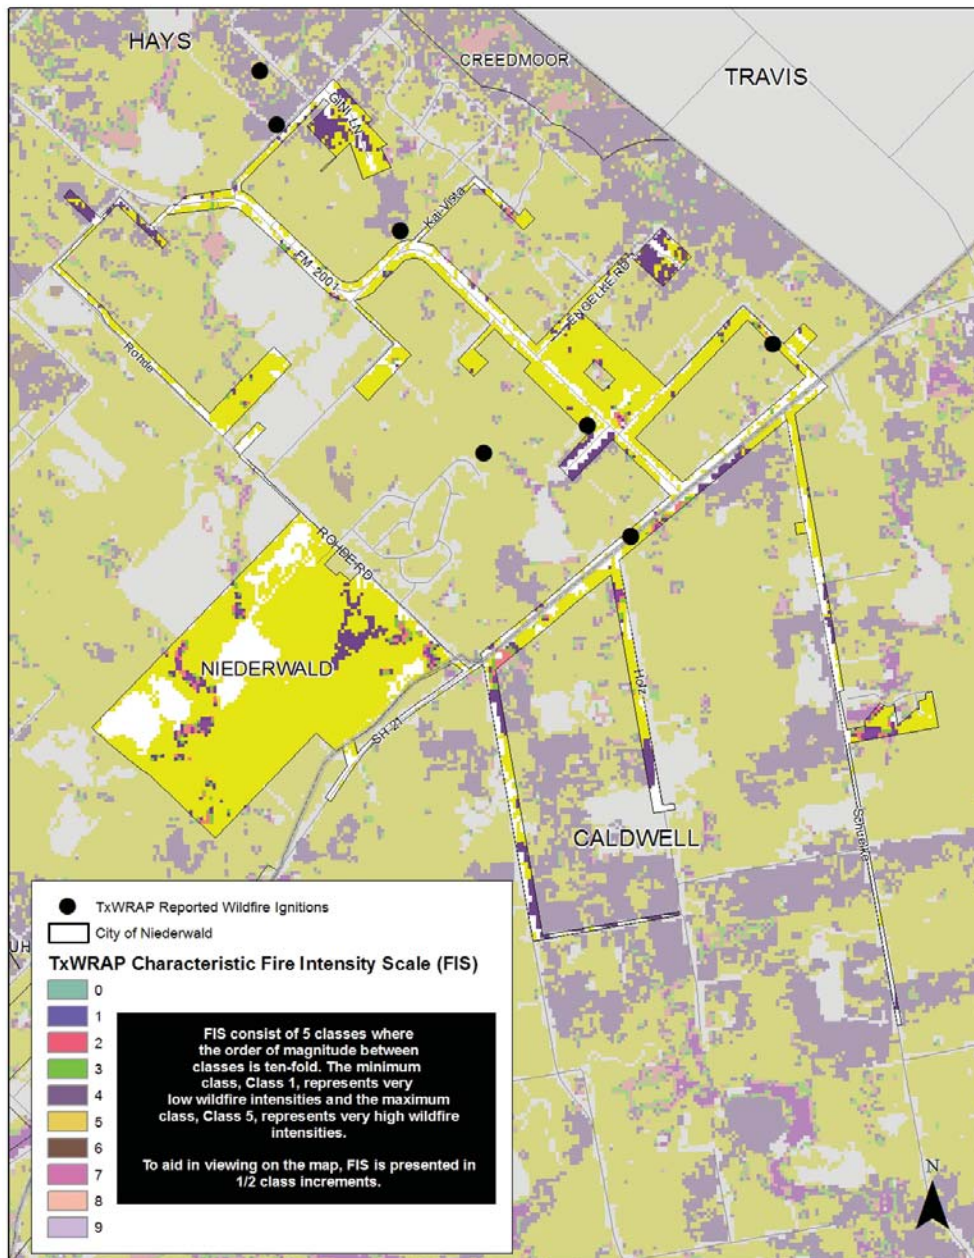 HAYS
CREEDMOOR
TRAVIS
GINI LN
Kai-Vista
FM 2001
ENGELKE RD
Rohde
ROHDE RD
NIEDERWALD
SH 21
Holz
CALDWELL
Schuelke
UH
TxWRAP Reported Wildfire Ignitions
City of Niederwald
TxWRAP Characteristic Fire Intensity Scale (FIS)
0
1
2
3
4
5
6
7
8
9
FIS consist of 5 classes where
the order of magnitude between
classes is ten-fold. The minimum
class, Class 1, represents very
low wildfire intensities and the maximum
class, Class 5, represents very high wildfire
intensities.
To aid in viewing on the map, FIS is presented in
1/2 class increments.
N